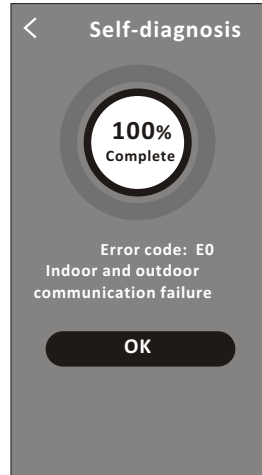 Self-diagnosis
100%
Complete
Error code: E0
Indoor and outdoor
communication failure
OK